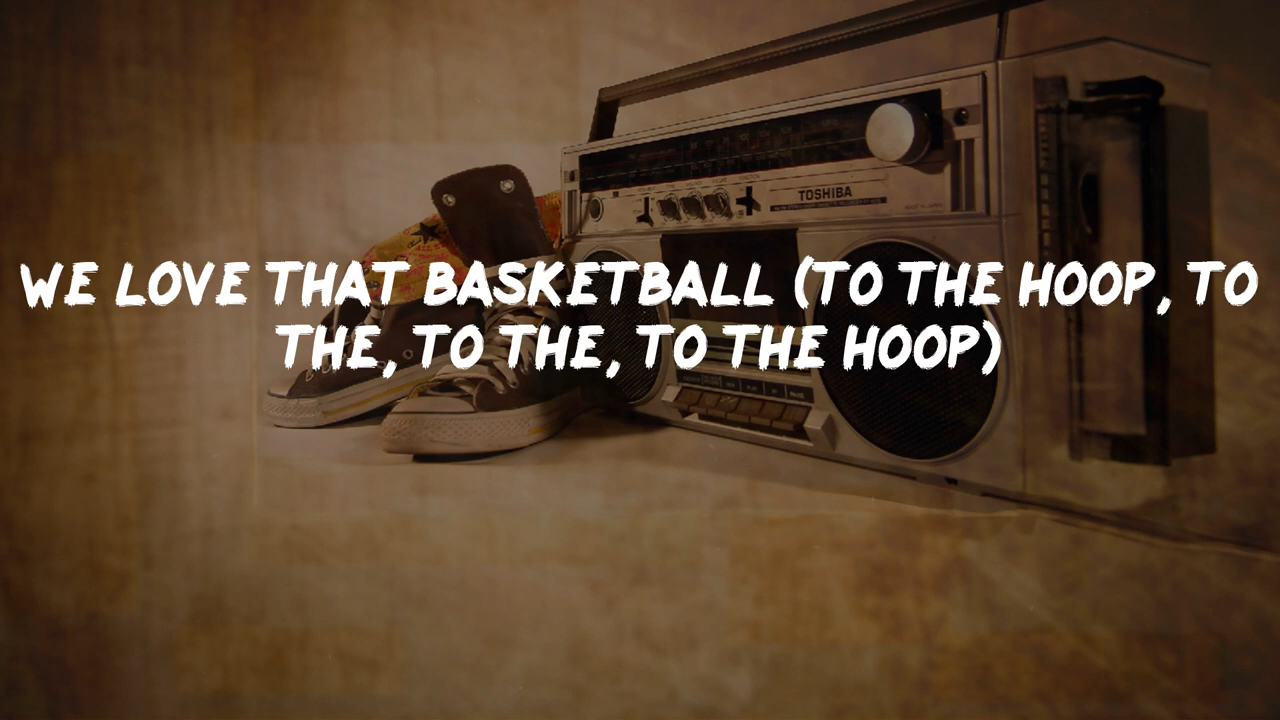 TOSHIBA
WE LOVE THAT BASKETBALL (TO THE HOOP, TO
THE, TO THE, TO THE HOOP)